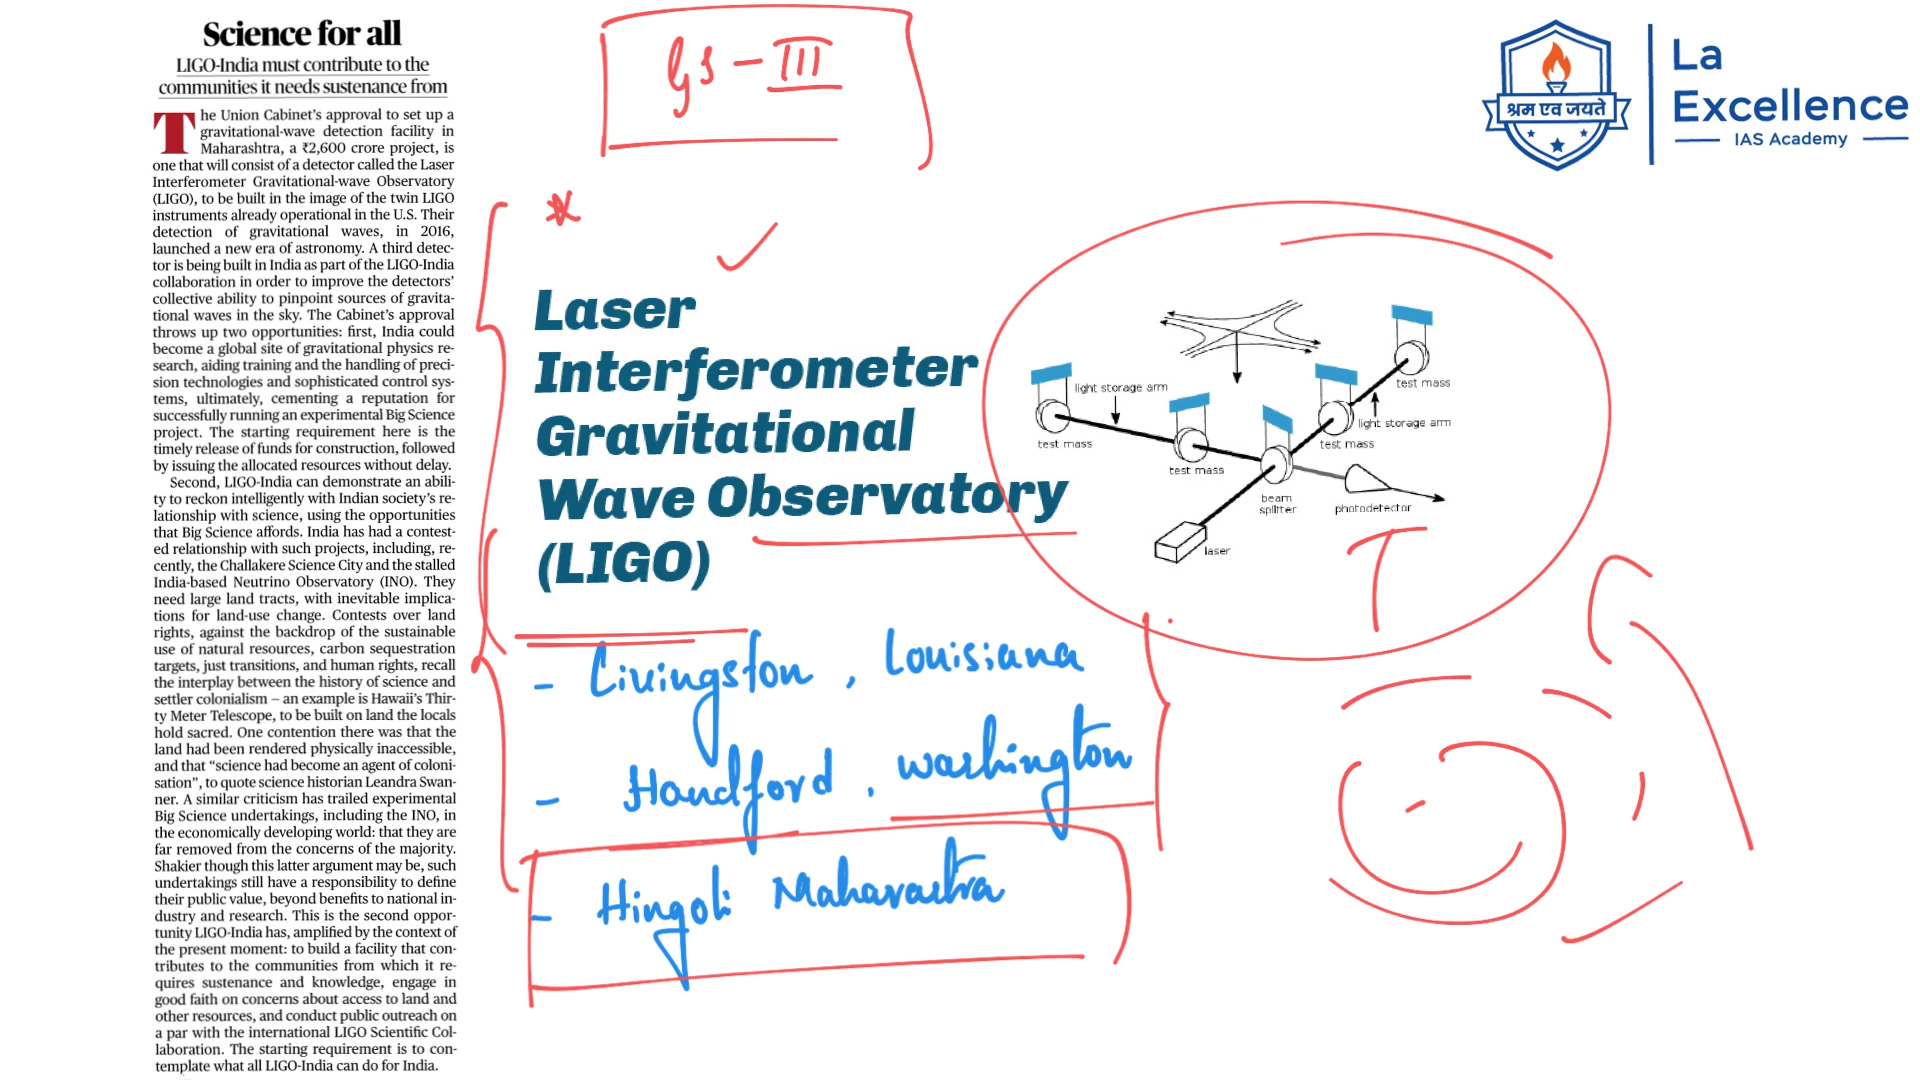 Science for all
LIGO-India must contribute to the
communities it needs sustenance from
The Union Cabinet's approval to set up a
gravitational-wave detection facility in
Maharashtra, a ₹2,600 crore project, is
one that will consist of a detector called the Laser
Interferometer Gravitational-wave Observatory
(LIGO), to be built in the image of the twin LIGO
instruments already operational in the U.S. Their
detection of gravitational waves, in 2016,
launched a new era of astronomy. A third detec-
tor is being built in India as part of the LIGO-India
collaboration in order to improve the detectors'
collective ability to pinpoint sources of gravita-
tional waves in the sky. The Cabinet's approval
throws up two opportunities: first, India could
become a global site of gravitational physics re-
search, aiding training and the handling of preci-
sion technologies and sophisticated control sys-
tems, ultimately, cementing a reputation for
successfully running an experimental Big Science
project. The starting requirement here is the
timely release of funds for construction, followed
by issuing the allocated resources without delay.
Second, LIGO-India can demonstrate an abili-
ty to reckon intelligently with Indian society's re-
lationship with science, using the opportunities
that Big Science affords. India has had a contest-
ed relationship with such projects, including, re-
cently, the Challakere Science City and the stalled
India-based Neutrino Observatory (INO). They
need large land tracts, with inevitable implica-
tions for land-use change. Contests over land
rights, against the backdrop of the sustainable
use of natural resources, carbon sequestration
targets, just transitions, and human rights, recall
the interplay between the history of science and
settler colonialism – an example is Hawaii's Thir-
ty Meter Telescope, to be built on land the locals
hold sacred. One contention there was that the
land had been rendered physically inaccessible,
and that "science had become an agent of coloni-
sation", to quote science historian Leandra Swan-
ner. A similar criticism has trailed experimental
Big Science undertakings, including the INO, in
the economically developing world: that they are
far removed from the concerns of the majority.
Shakier though this latter argument may be, such
undertakings still have a responsibility to define
their public value, beyond benefits to national in-
dustry and research. This is the second oppor-
tunity LIGO-India has, amplified by the context of
the present moment: to build a facility that con-
tributes to the communities from which it re-
quires sustenance and knowledge, engage in
good faith on concerns about access to land and
other resources, and conduct public outreach on
a par with the international LIGO Scientific Col-
laboration. The starting requirement is to con-
template what all LIGO-India can do for India.
GS - III
Laser
Interferometer
Gravitational
Wave Observatory
(LIGO)
- Livingston, Louisiana
- Handford, washington
- Hingoli Maharastra
light storage arm
test mass
test mass
test mass
light storage arm
test mass
beam
splitter
photodetector
laser
T
श्रम एव जयते
La
Excellence
IAS Academy